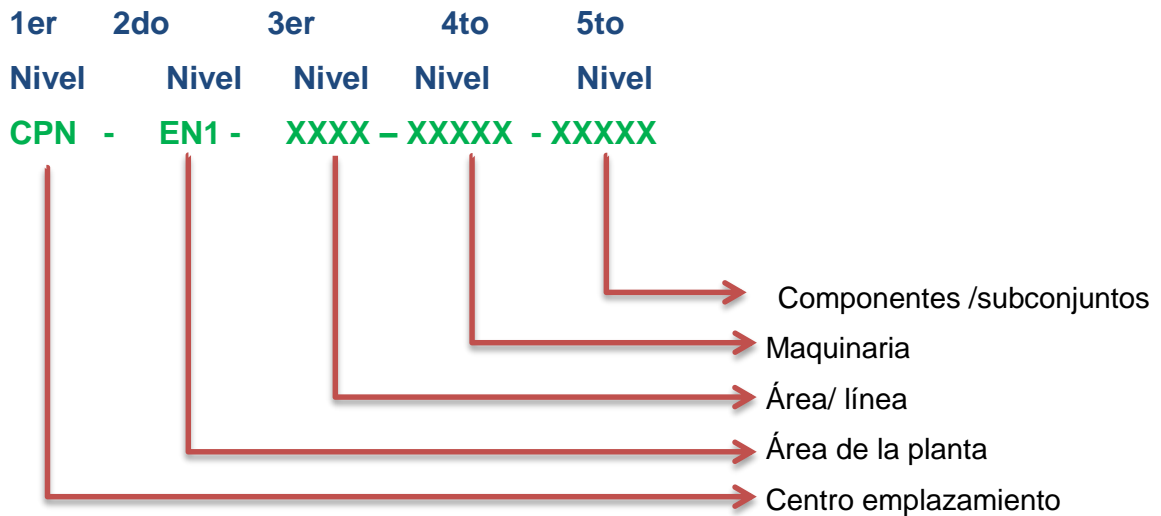 1er 2do 3er 4to 5to
Nivel Nivel Nivel Nivel Nivel
CPN - EN1 - XXXX – XXXXX - XXXXX
Componentes /subconjuntos
Maquinaria
Área/ línea
Área de la planta
Centro emplazamiento